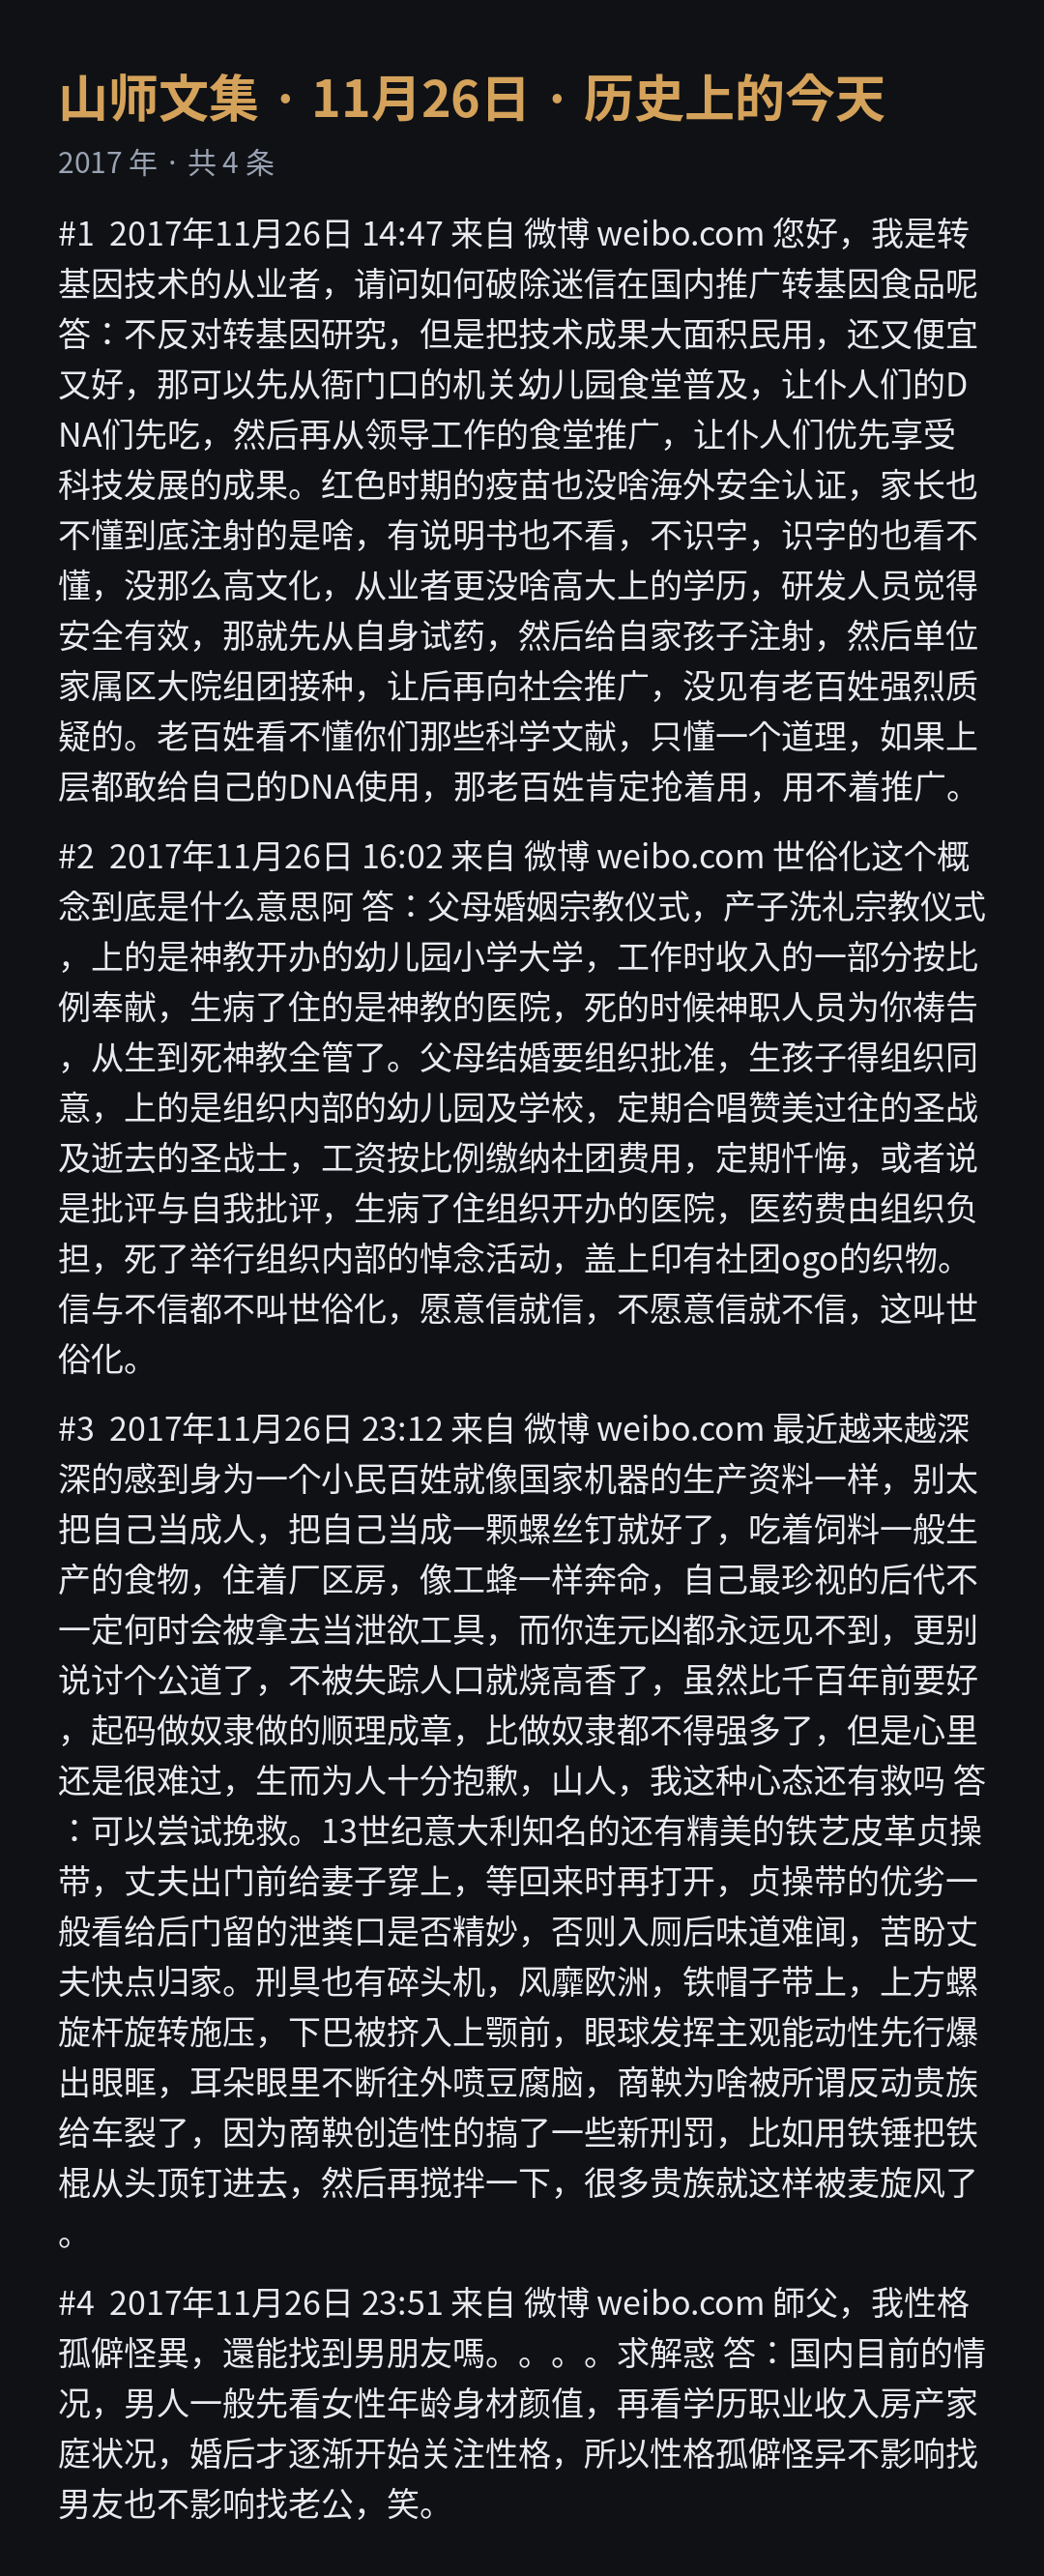 山师文集 · 11月26日 · 历史上的今天
2017 年 · 共 4 条
#1 2017年11月26日 14:47 来自 微博 weibo.com 您好，我是转
基因技术的从业者，请问如何破除迷信在国内推广转基因食品呢
答：不反对转基因研究，但是把技术成果大面积民用，还又便宜
又好，那可以先从衙门口的机关幼儿园食堂普及，让仆人们的D
NA们先吃，然后再从领导工作的食堂推广，让仆人们优先享受
科技发展的成果。红色时期的疫苗也没啥海外安全认证，家长也
不懂到底注射的是啥，有说明书也不看，不识字，识字的也看不
懂，没那么高文化，从业者更没啥高大上的学历，研发人员觉得
安全有效，那就先从自身试药，然后给自家孩子注射，然后单位
家属区大院组团接种，让后再向社会推广，没见有老百姓强烈质
疑的。老百姓看不懂你们那些科学文献，只懂一个道理，如果上
层都敢给自己的DNA使用，那老百姓肯定抢着用，用不着推广。
#2 2017年11月26日 16:02 来自 微博 weibo.com 世俗化这个概
念到底是什么意思阿 答：父母婚姻宗教仪式，产子洗礼宗教仪式
，上的是神教开办的幼儿园小学大学，工作时收入的一部分按比
例奉献，生病了住的是神教的医院，死的时候神职人员为你祷告
，从生到死神教全管了。父母结婚要组织批准，生孩子得组织同
意，上的是组织内部的幼儿园及学校，定期合唱赞美过往的圣战
及逝去的圣战士，工资按比例缴纳社团费用，定期忏悔，或者说
是批评与自我批评，生病了住组织开办的医院，医药费由组织负
担，死了举行组织内部的悼念活动，盖上印有社团ogo的织物。
信与不信都不叫世俗化，愿意信就信，不愿意信就不信，这叫世
俗化。
#3 2017年11月26日 23:12 来自 微博 weibo.com 最近越来越深
深的感到身为一个小民百姓就像国家机器的生产资料一样，别太
把自己当成人，把自己当成一颗螺丝钉就好了，吃着饲料一般生
产的食物，住着厂区房，像工蜂一样奔命，自己最珍视的后代不
一定何时会被拿去当泄欲工具，而你连元凶都永远见不到，更别
说讨个公道了，不被失踪人口就烧高香了，虽然比千百年前要好
，起码做奴隶做的顺理成章，比做奴隶都不得强多了，但是心里
还是很难过，生而为人十分抱歉，山人，我这种心态还有救吗 答
：可以尝试挽救。13世纪意大利知名的还有精美的铁艺皮革贞操
带，丈夫出门前给妻子穿上，等回来时再打开，贞操带的优劣一
般看给后门留的泄粪口是否精妙，否则入厕后味道难闻，苦盼丈
夫快点归家。刑具也有碎头机，风靡欧洲，铁帽子带上，上方螺
旋杆旋转施压，下巴被挤入上颚前，眼球发挥主观能动性先行爆
出眼眶，耳朵眼里不断往外喷豆腐脑，商鞅为啥被所谓反动贵族
给车裂了，因为商鞅创造性的搞了一些新刑罚，比如用铁锤把铁
棍从头顶钉进去，然后再搅拌一下，很多贵族就这样被麦旋风了
。
#4 2017年11月26日 23:51 来自 微博 weibo.com 師父，我性格
孤僻怪異，還能找到男朋友嗎。。。。求解惑 答：国内目前的情
况，男人一般先看女性年龄身材颜值，再看学历职业收入房产家
庭状况，婚后才逐渐开始关注性格，所以性格孤僻怪异不影响找
男友也不影响找老公，笑。